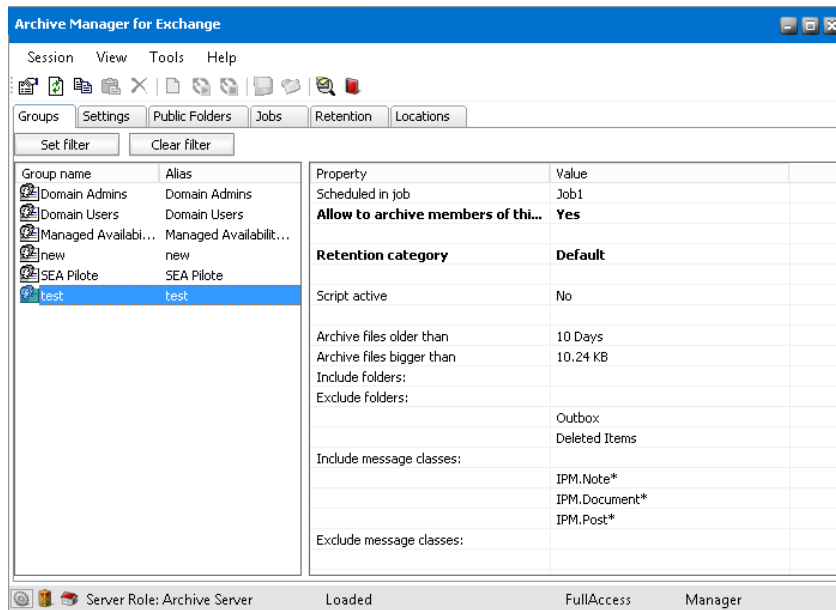 Archive Manager for Exchange
Session View Tools Help
Groups Settings Public Folders Jobs Retention Locations
Set filter Clear filter
Group name Alias Property Value
Domain Admins Domain Admins Scheduled in job Job1
Domain Users Domain Users Allow to archive members of thi... Yes
Managed Availabi... Managed Availabilit...
new new Retention category Default
SEA Pilote SEA Pilote
test test Script active No
Archive files older than 10 Days
Archive files bigger than 10.24 KB
Include folders:
Exclude folders:
Outbox
Deleted Items
Include message classes:
IPM.Note*
IPM.Document*
IPM.Post*
Exclude message classes:
Server Role: Archive Server Loaded FullAccess Manager